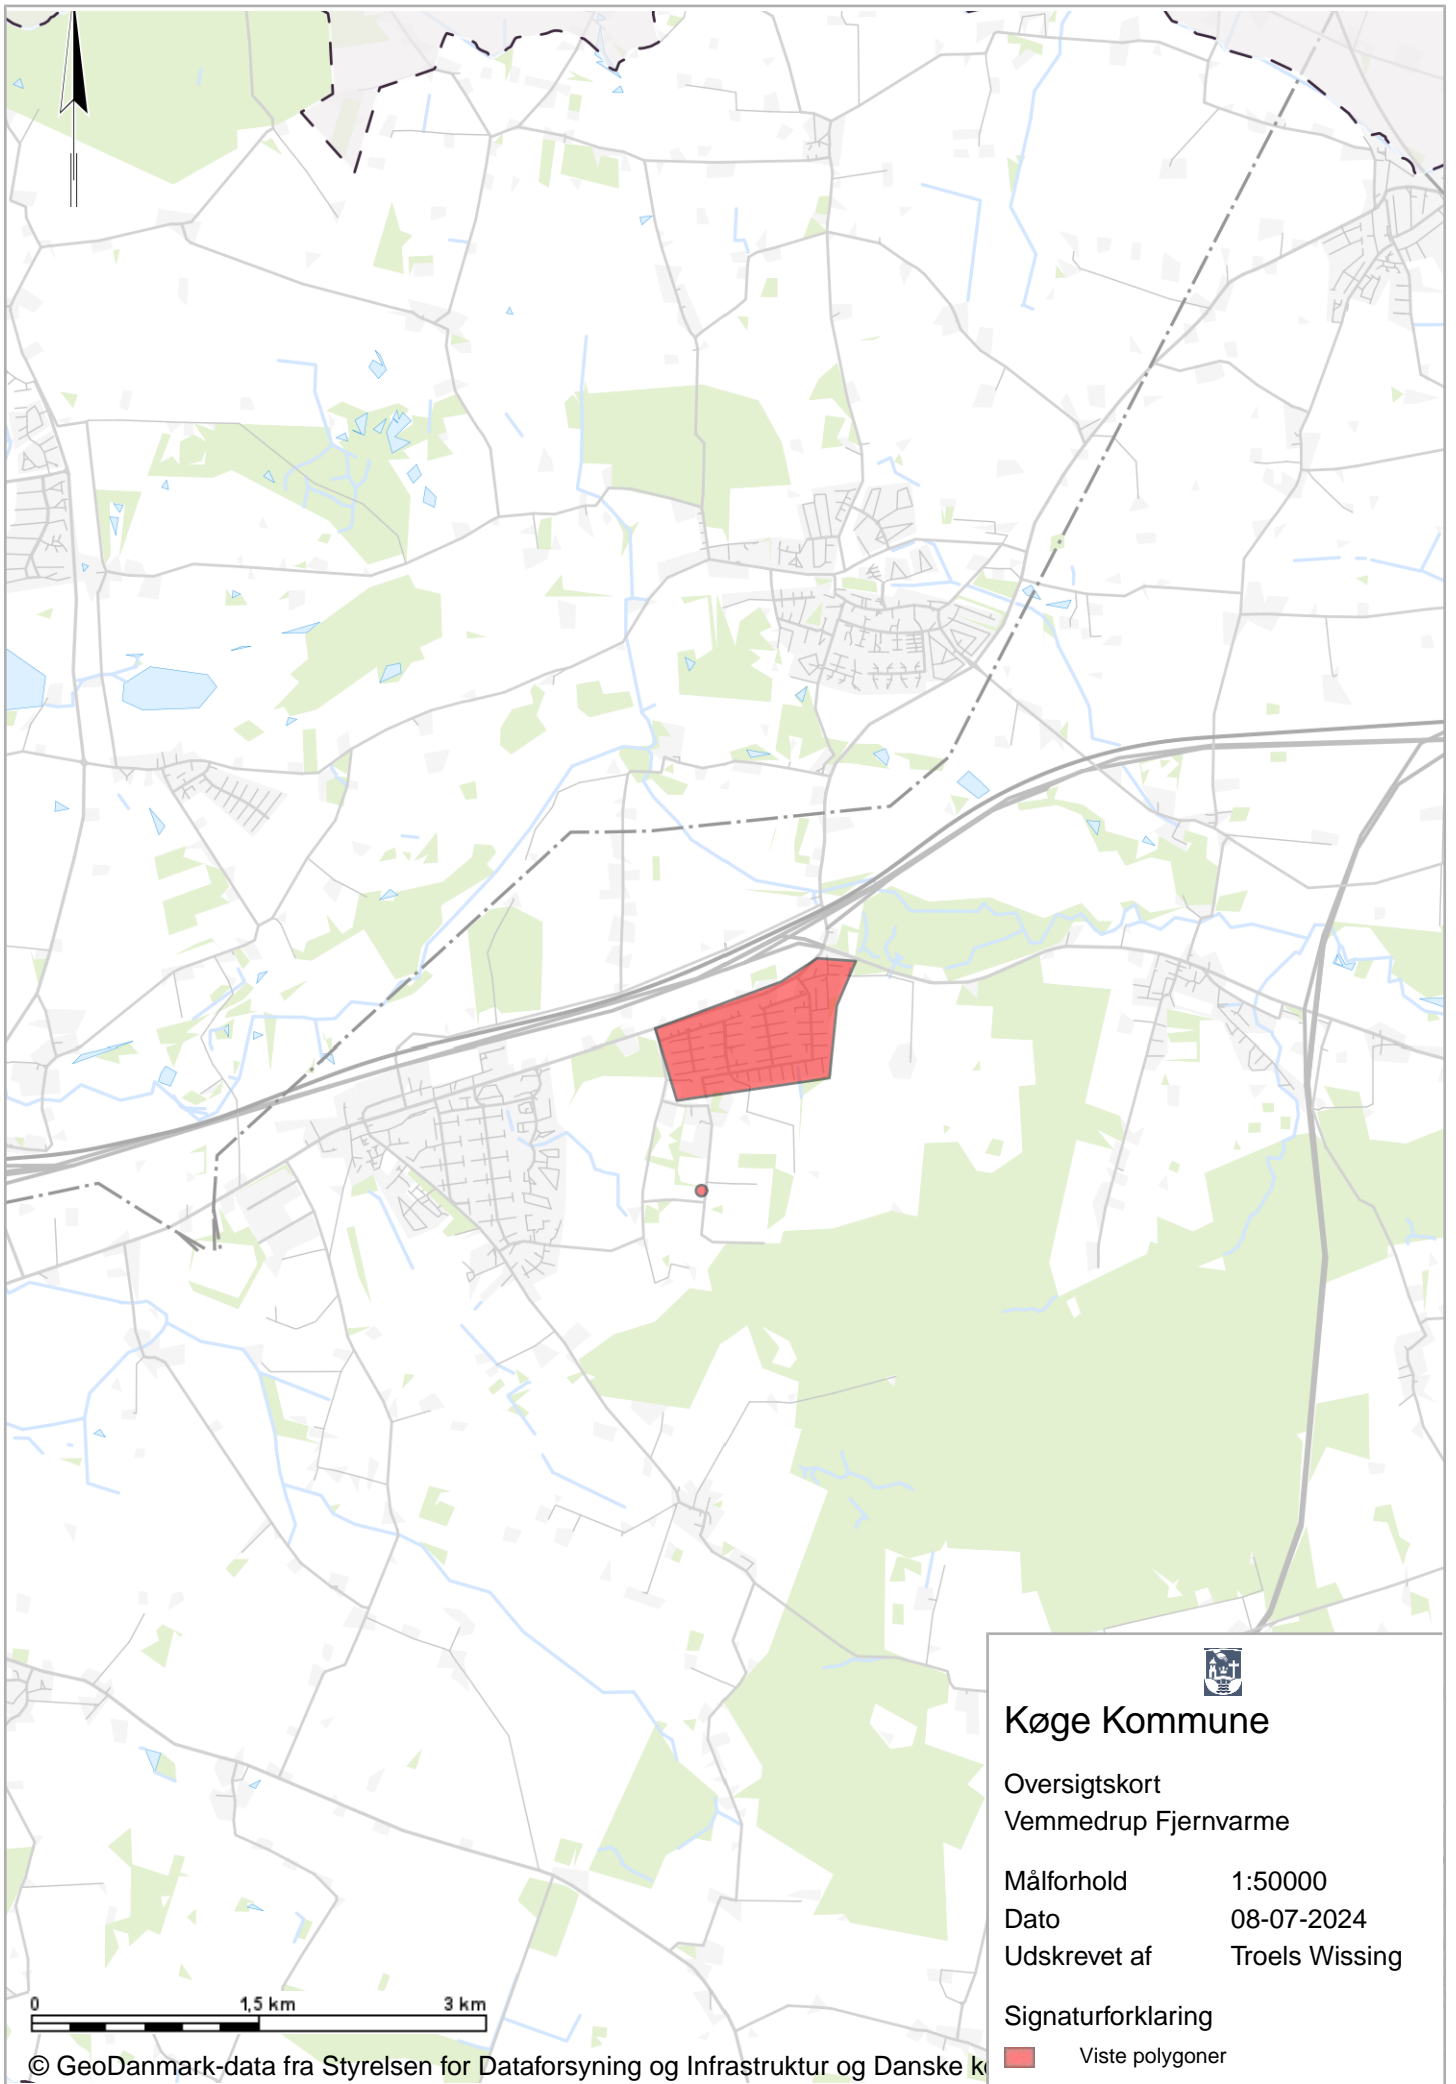 Køge Kommune
Oversigtskort
Vemmedrup Fjernvarme
Målforhold 1:50000
Dato 08-07-2024
Udskrevet af Troels Wissing
Signaturforklaring
Viste polygoner
0 1,5 km 3 km
© GeoDanmark-data fra Styrelsen for Dataforsyning og Infrastruktur og Danske